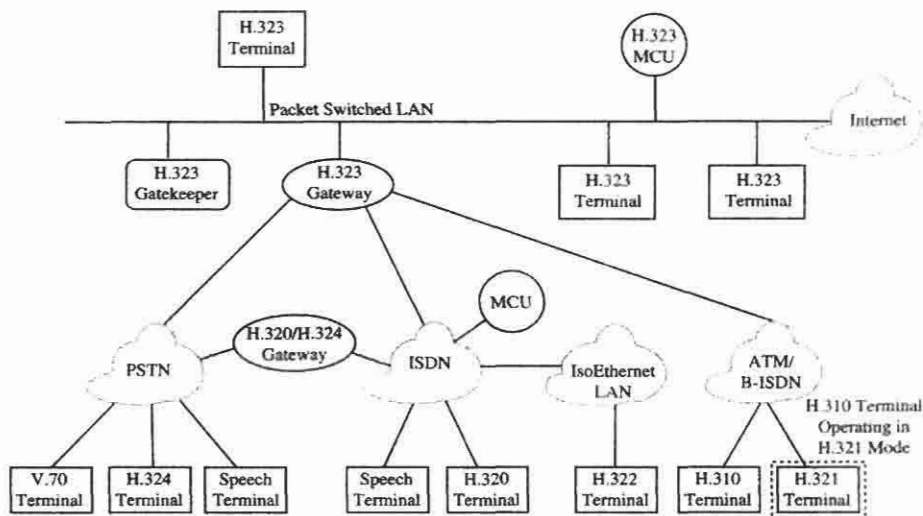 H.323
Terminal
H.323
MCU
Packet Switched LAN
Internet
H.323
Gatekeeper
H.323
Gateway
H.323
Terminal
H.323
Terminal
MCU
PSTN
H.320/H.324
Gateway
ISDN
IsoEthernet
LAN
ATM/
B-ISDN
H.310 Terminal
Operating in
H.321 Mode
V.70
Terminal
H.324
Terminal
Speech
Terminal
Speech
Terminal
H.320
Terminal
H.322
Terminal
H.310
Terminal
H.321
Terminal